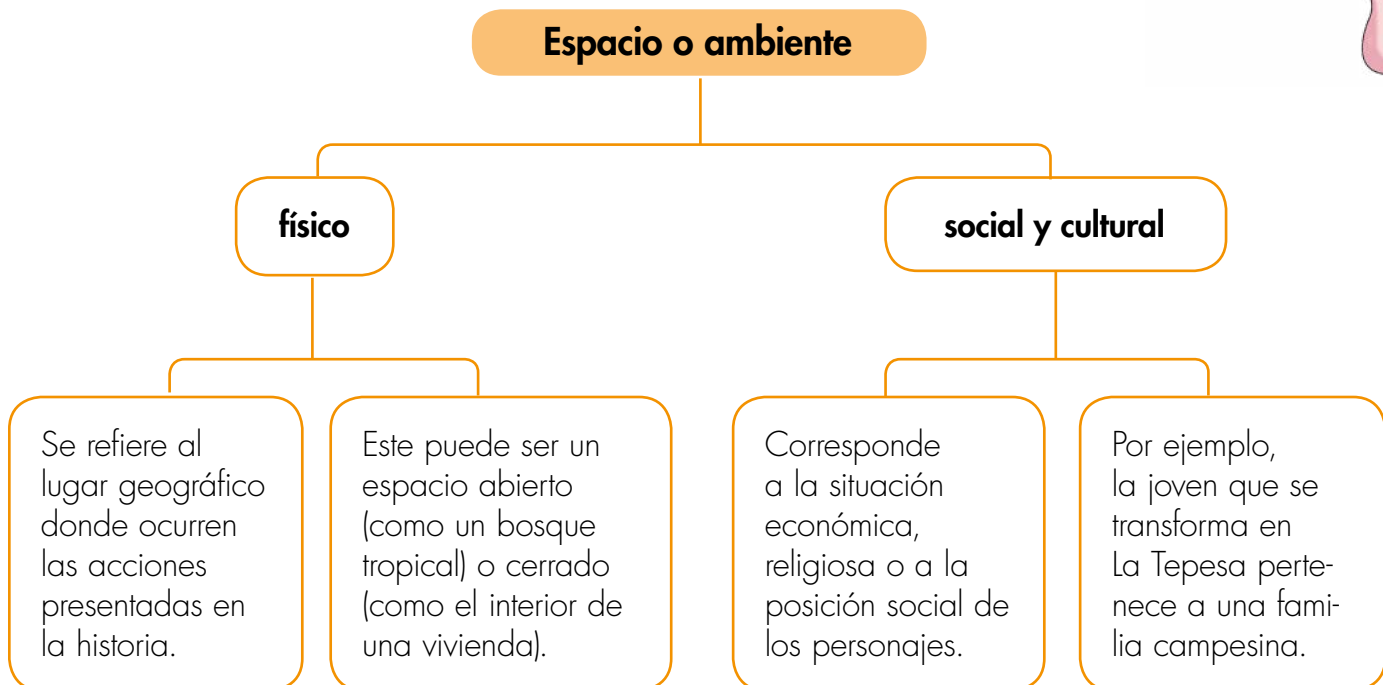 Espacio o ambiente
físico
social y cultural
Se refiere al
lugar geográfico
donde ocurren
las acciones
presentadas en
la historia.
Este puede ser un
espacio abierto
(como un bosque
tropical) o cerrado
(como el interior de
una vivienda).
Corresponde
a la situación
económica,
religiosa o a la
posición social de
los personajes.
Por ejemplo,
la joven que se
transforma en
La Tepesa perte-
nece a una fami-
lia campesina.